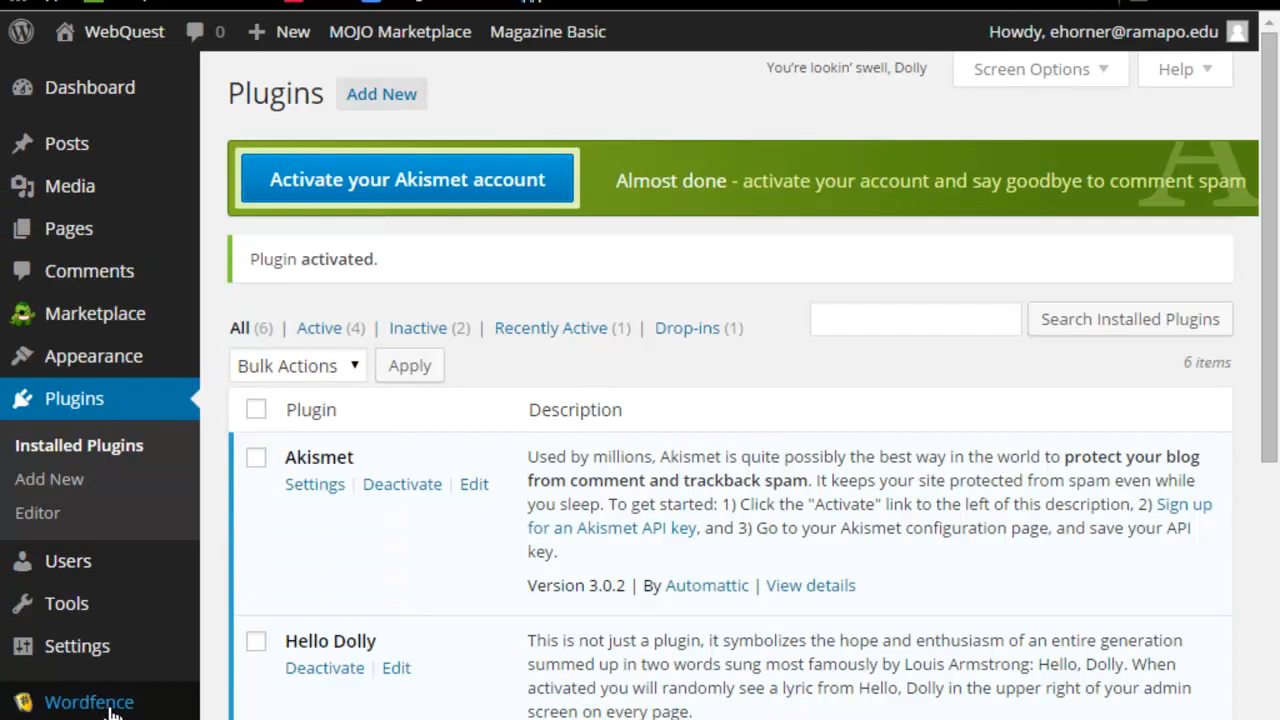 WebQuest 0 New MOJO Marketplace Magazine Basic Howdy, ehorner@ramapo.edu
You're lookin' swell, Dolly Screen Options Help
Plugins Add New
Activate your Akismet account Almost done - activate your account and say goodbye to comment spam
Plugin activated.
All (6) | Active (4) | Inactive (2) | Recently Active (1) | Drop-ins (1)
Search Installed Plugins
Bulk Actions Apply
6 items
Plugin Description
Akismet
Settings | Deactivate | Edit
Used by millions, Akismet is quite possibly the best way in the world to protect your blog
from comment and trackback spam. It keeps your site protected from spam even while
you sleep. To get started: 1) Click the "Activate" link to the left of this description, 2) Sign up
for an Akismet API key, and 3) Go to your Akismet configuration page, and save your API
key.
Version 3.0.2 | By Automattic | View details
Hello Dolly
Deactivate | Edit
This is not just a plugin, it symbolizes the hope and enthusiasm of an entire generation
summed up in two words sung most famously by Louis Armstrong: Hello, Dolly. When
activated you will randomly see a lyric from Hello, Dolly in the upper right of your admin
screen on every page.
Dashboard
Posts
Media
Pages
Comments
Marketplace
Appearance
Plugins
Installed Plugins
Add New
Editor
Users
Tools
Settings
Wordfence